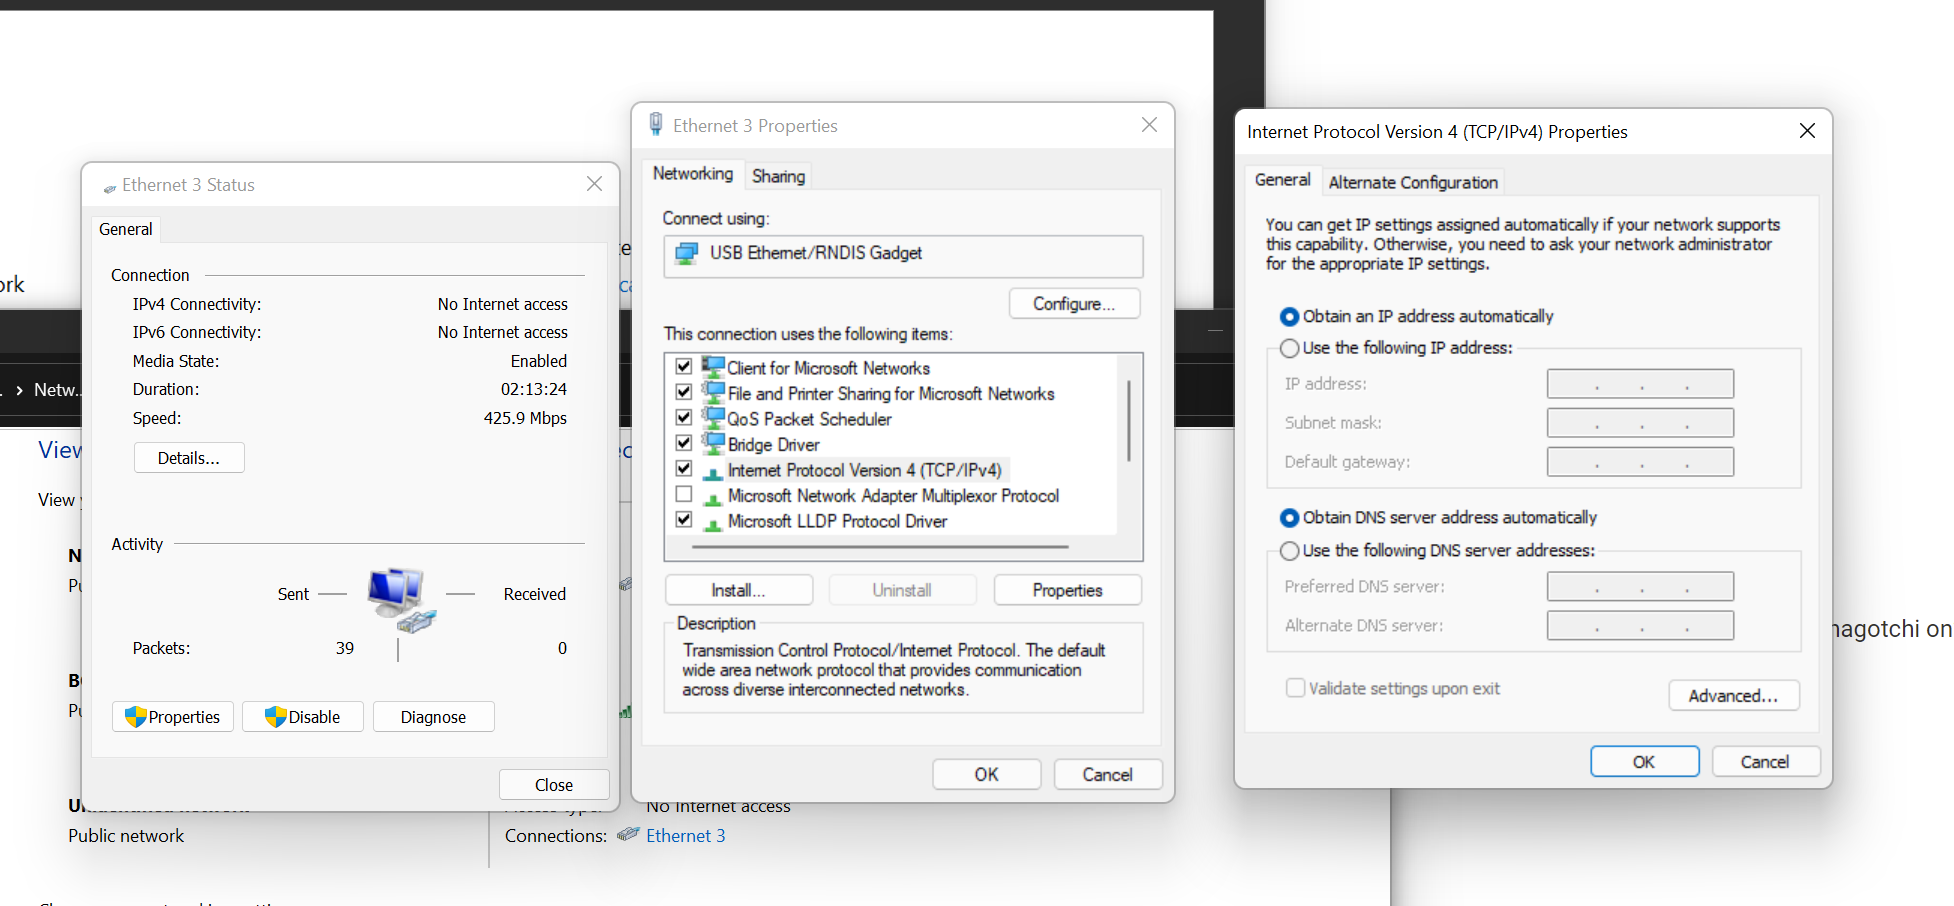 ork
Netw...
View
View y
Public network
No Internet access
Connections:
Ethernet 3
nagotchi on
Ethernet 3 Status
General
Connection
IPv4 Connectivity: No Internet access
IPv6 Connectivity: No Internet access
Media State: Enabled
Duration: 02:13:24
Speed: 425.9 Mbps
Details...
Activity
Sent Received
Packets: 39 0
Properties Disable Diagnose
Close
Ethernet 3 Properties
Networking Sharing
Connect using:
USB Ethernet/RNDIS Gadget
Configure...
This connection uses the following items:
Client for Microsoft Networks
File and Printer Sharing for Microsoft Networks
QoS Packet Scheduler
Bridge Driver
Internet Protocol Version 4 (TCP/IPv4)
Microsoft Network Adapter Multiplexor Protocol
Microsoft LLDP Protocol Driver
Install... Uninstall Properties
Description
Transmission Control Protocol/Internet Protocol. The default
wide area network protocol that provides communication
across diverse interconnected networks.
OK Cancel
Internet Protocol Version 4 (TCP/IPv4) Properties
General Alternate Configuration
You can get IP settings assigned automatically if your network supports
this capability. Otherwise, you need to ask your network administrator
for the appropriate IP settings.
Obtain an IP address automatically
Use the following IP address:
IP address:
Subnet mask:
Default gateway:
Obtain DNS server address automatically
Use the following DNS server addresses:
Preferred DNS server:
Alternate DNS server:
Validate settings upon exit
Advanced...
OK Cancel